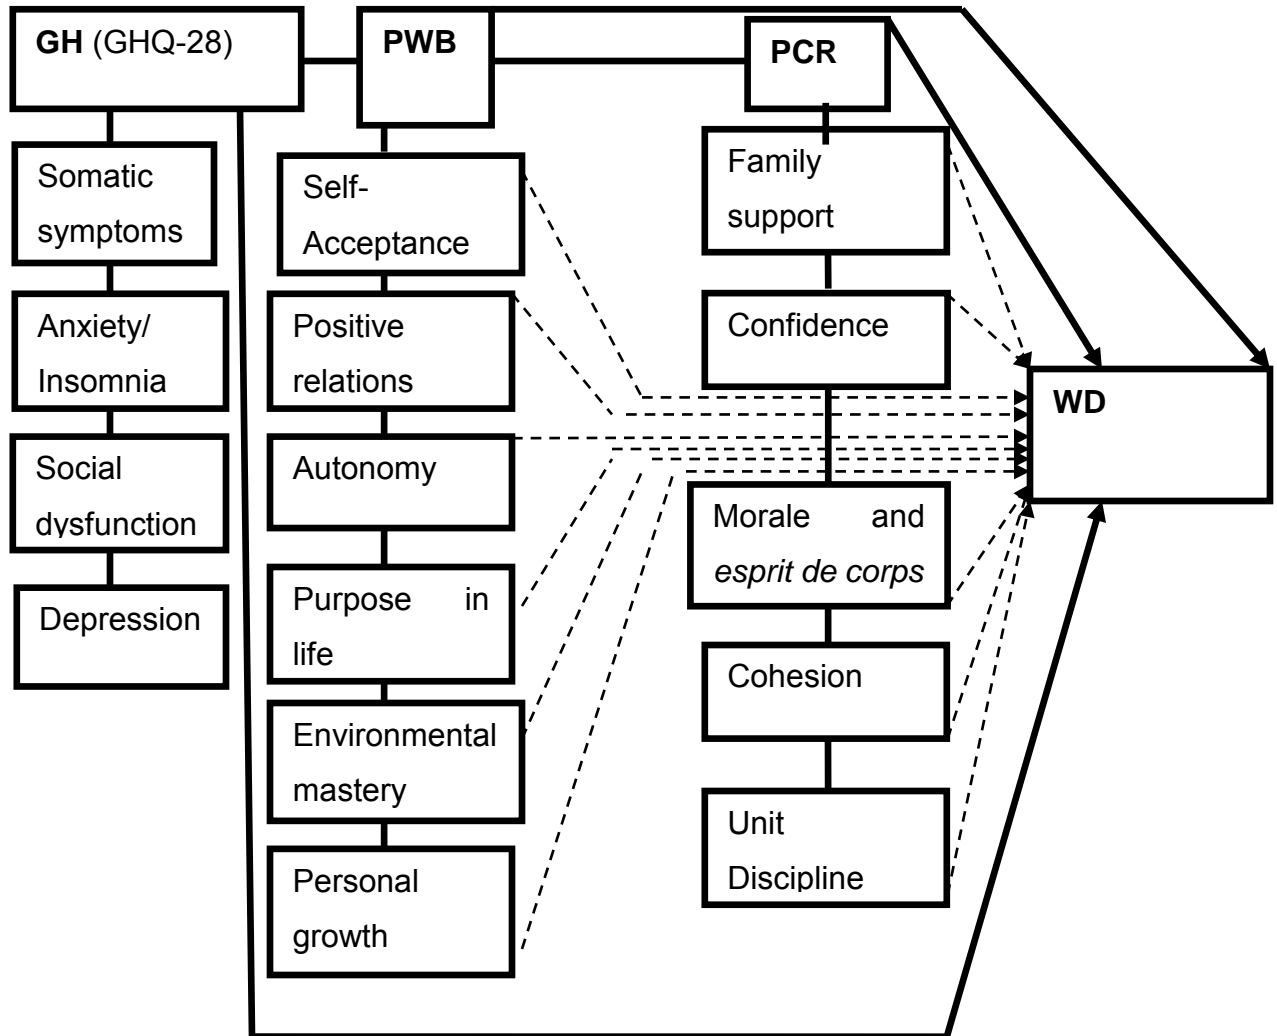 GH (GHQ-28)
PWB
PCR
Somatic
symptoms
Anxiety/
Insomnia
Social
dysfunction
Depression
Self-
Acceptance
Positive
relations
Autonomy
Purpose in
life
Environmental
mastery
Personal
growth
Family
support
Confidence
Morale and
esprit de corps
Cohesion
Unit
Discipline
WD